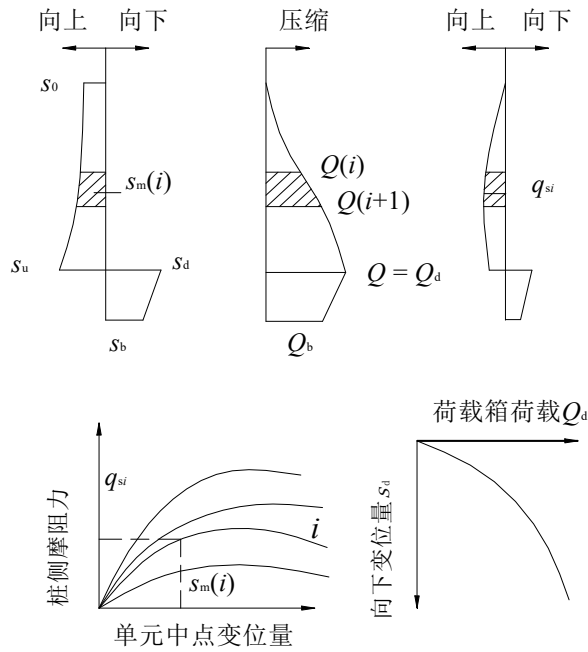 向上 向下
压缩
向上 向下
s0
sm(i)
Q(i)
Q(i+1)
qsi
su
sd
Q = Qd
sb
Qb
荷载箱荷载Qd
向下变位量sd
桩侧摩阻力
qsi
i
sm(i)
单元中点变位量